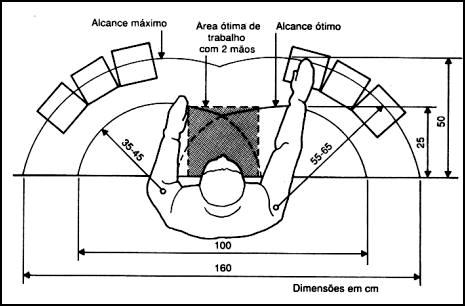 Alcance máximo
Área ótima de
trabalho
com 2 mãos
Alcance ótimo
35-45
55-65
25
50
100
160
Dimensões em cm